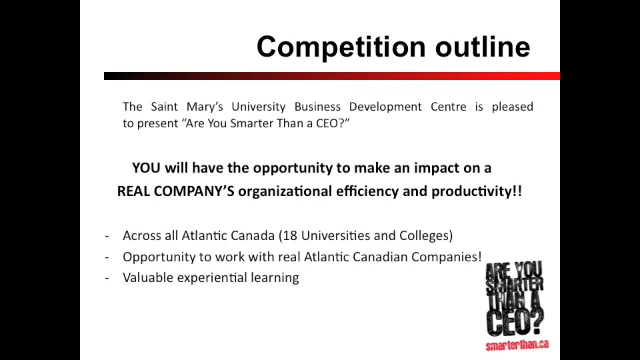 Competition outline
The Saint Mary's University Business Development Centre is pleased
to present "Are You Smarter Than a CEO?"
YOU will have the opportunity to make an impact on a
REAL COMPANY'S organizational efficiency and productivity!!
- Across all Atlantic Canada (18 Universities and Colleges)
- Opportunity to work with real Atlantic Canadian Companies!
- Valuable experiential learning
ARE YOU
SMARTER
THAN A
CEO?
smarterthan.ca